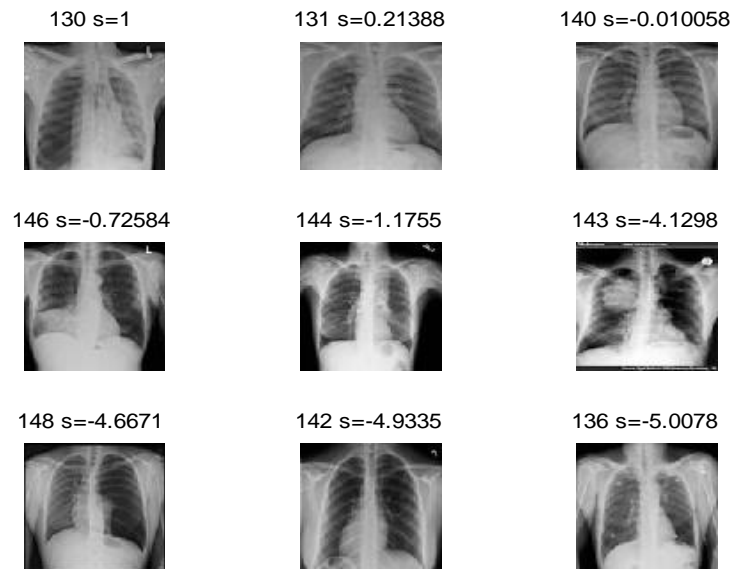 130 s=1
131 s=0.21388
140 s=-0.010058
146 s=-0.72584
L
144 s=-1.1755
143 s=-4.1298
148 s=-4.6671
142 s=-4.9335
136 s=-5.0078